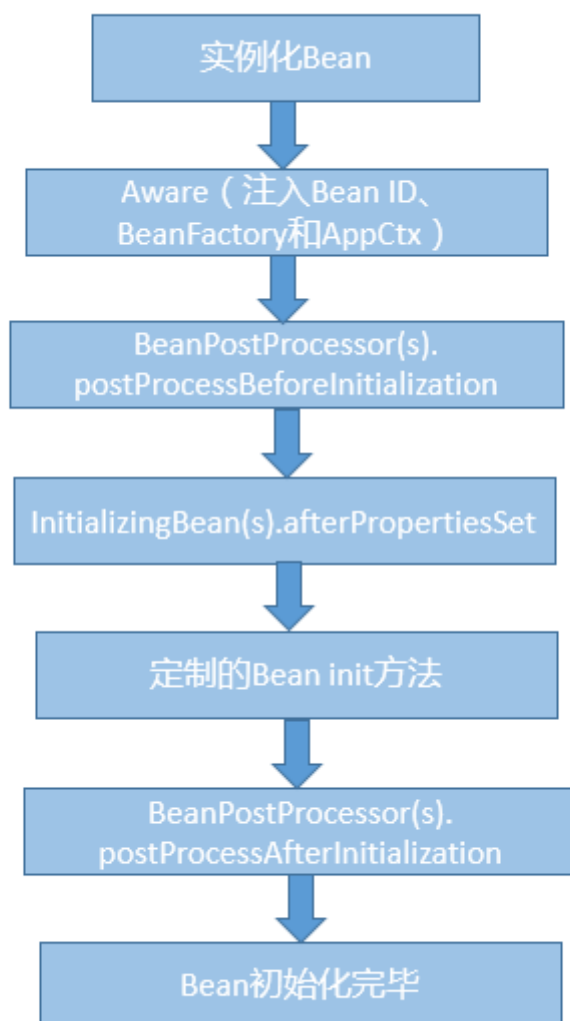 实例化Bean
Aware（注入Bean ID、
BeanFactory和AppCtx）
BeanPostProcessor(s).
postProcessBeforeInitialization
InitializingBean(s).afterPropertiesSet
定制的Bean init方法
BeanPostProcessor(s).
postProcessAfterInitialization
Bean初始化完毕